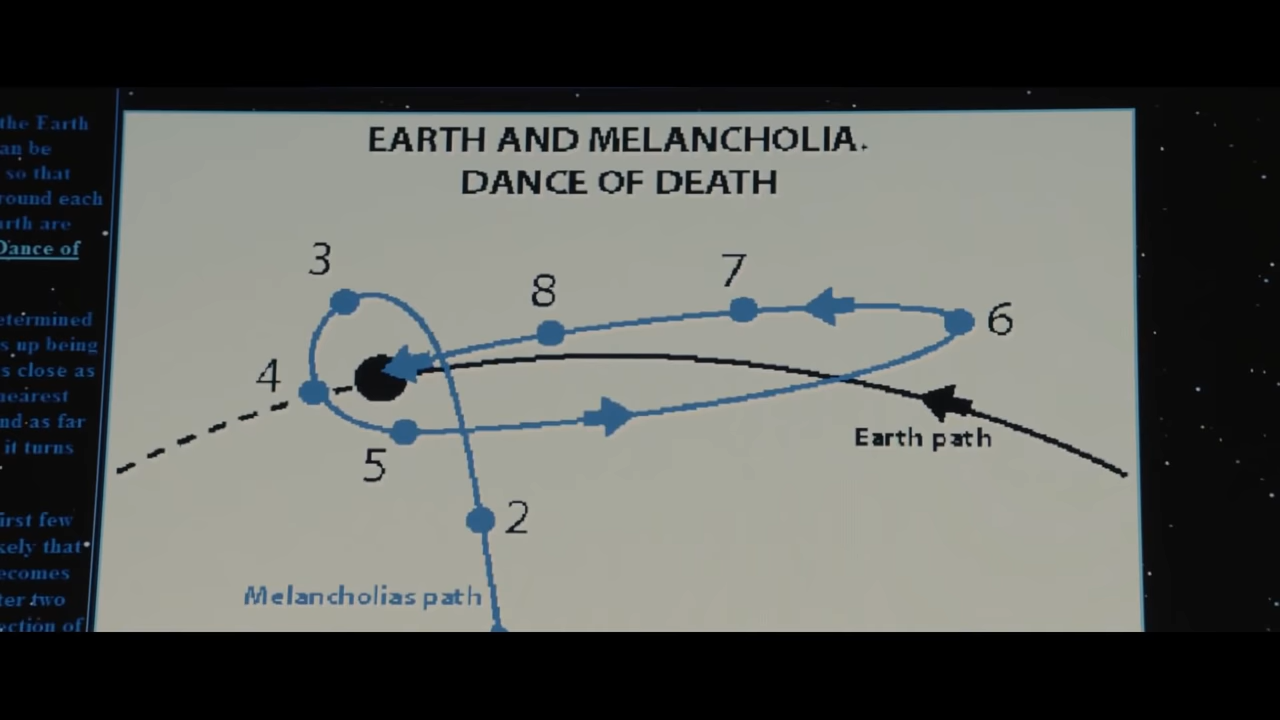 the Earth
an be
so that
round each
arth are
Dance of
etermined
s up being
s close as
nearest
nd as far
it turns
irst few
kely that
ecomes
ter two
ection of
EARTH AND MELANCHOLIA.
DANCE OF DEATH
3
8
7
6
4
Earth path
5
2
Melancholias path